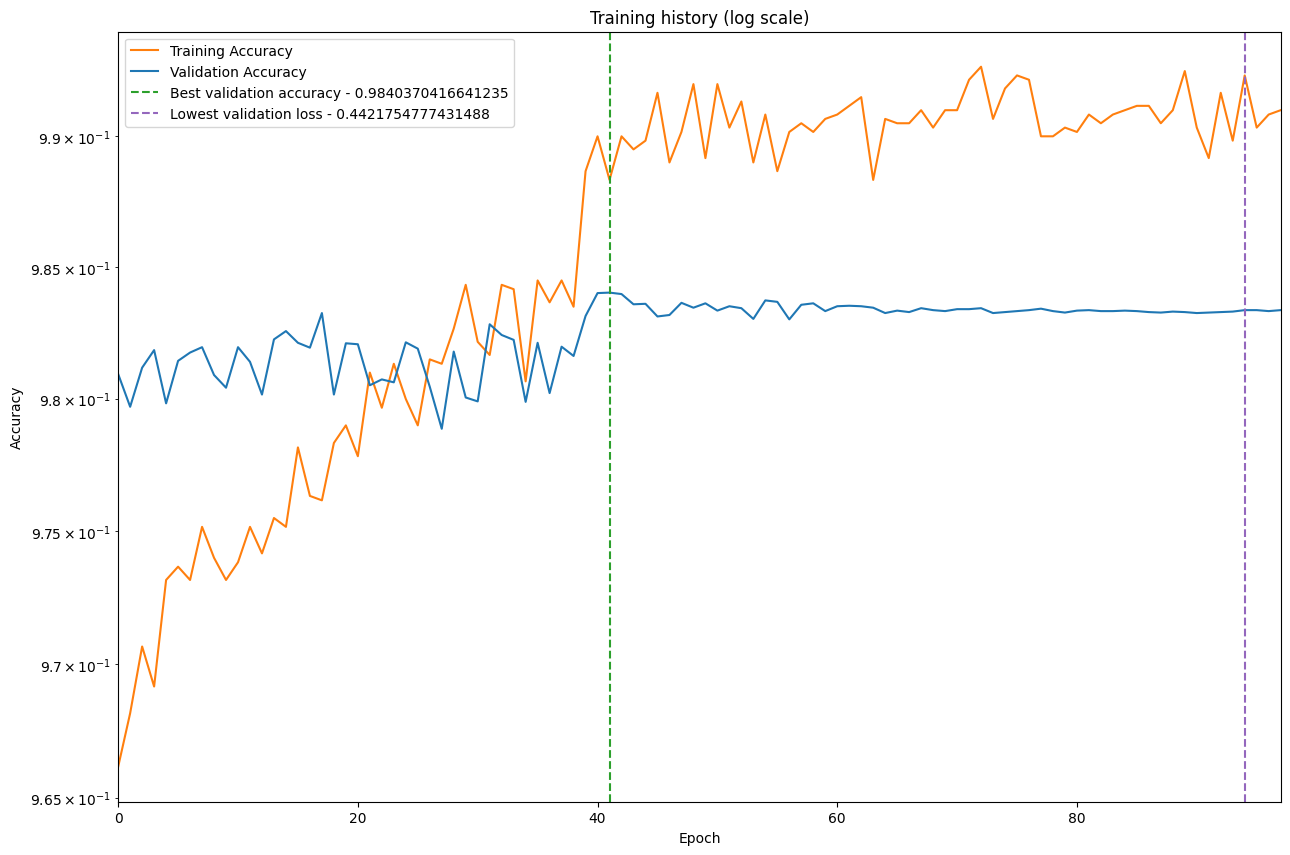 Training history (log scale)
Training Accuracy
Validation Accuracy
Best validation accuracy - 0.9840370416641235
Lowest validation loss - 0.4421754777431488
9.9 × 10⁻¹
9.85 × 10⁻¹
9.8 × 10⁻¹
9.75 × 10⁻¹
9.7 × 10⁻¹
9.65 × 10⁻¹
Accuracy
0 20 40 60 80
Epoch